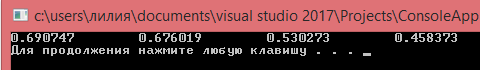 c:\users\лилия\documents\visual studio 2017\Projects\ConsoleApp
0.690747 0.676019 0.530273 0.458373
Для продолжения нажмите любую клавишу . . . _